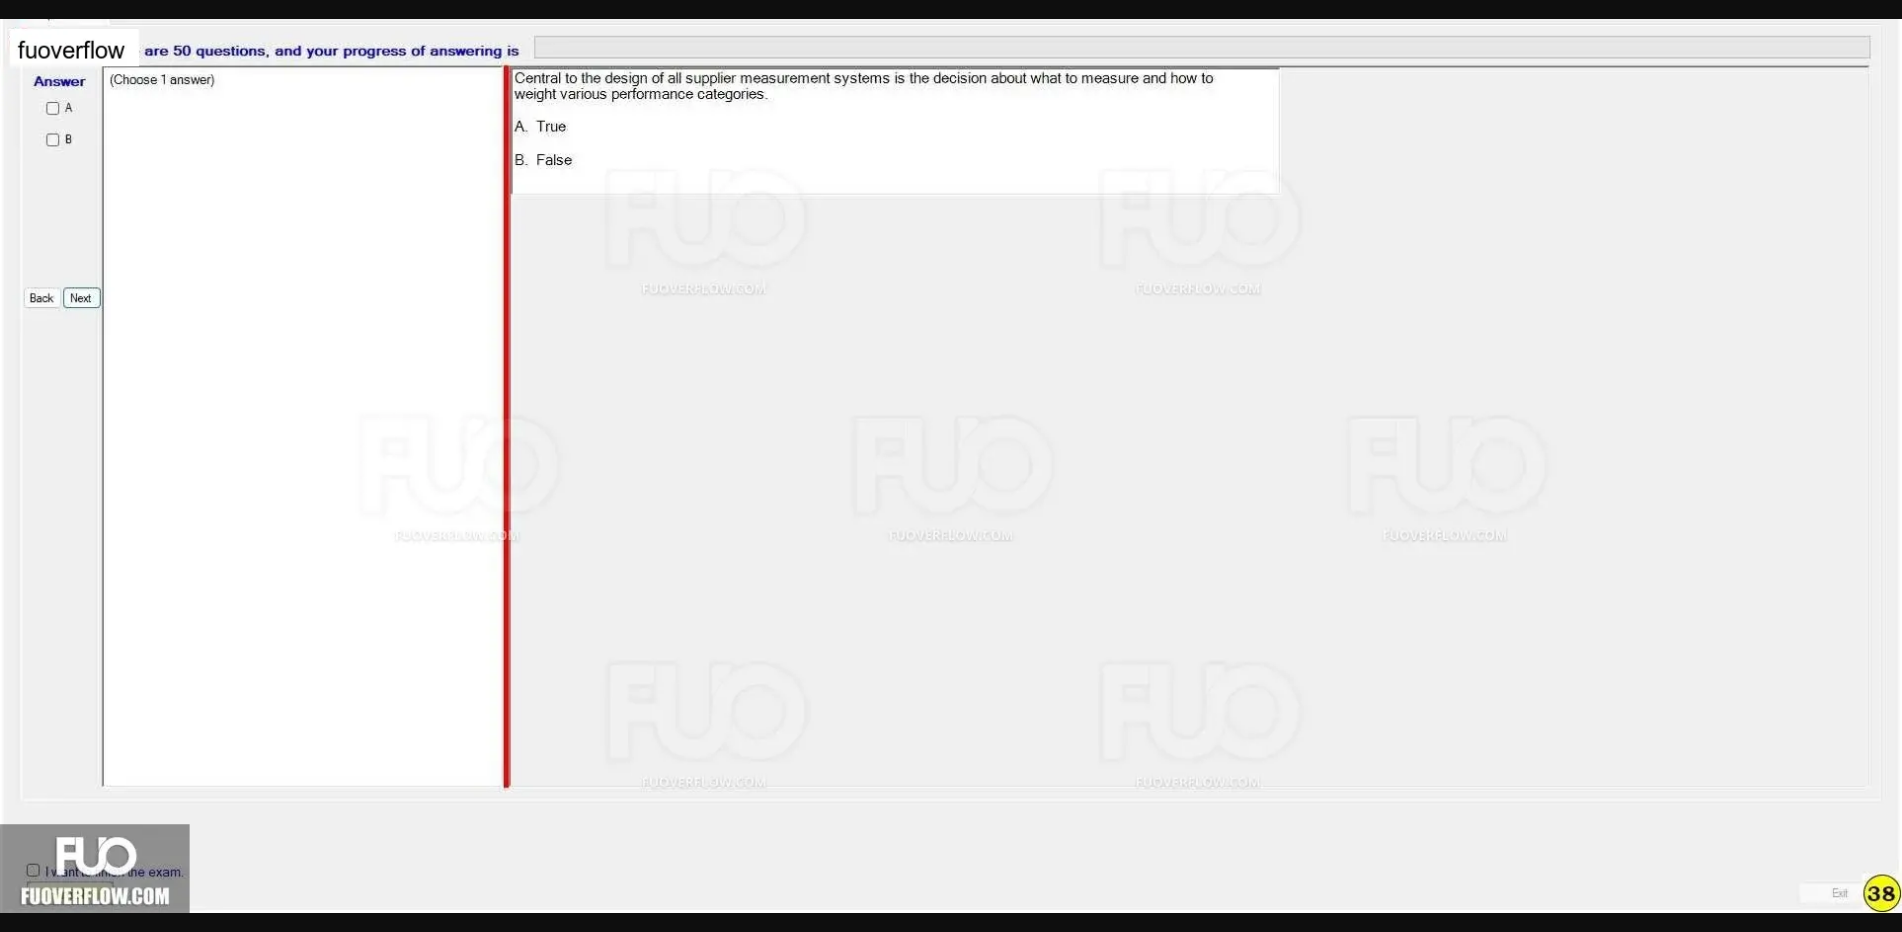 fuoverflow are 50 questions, and your progress of answering is
Answer
(Choose 1 answer)
A
B
Back Next
Central to the design of all supplier measurement systems is the decision about what to measure and how to
weight various performance categories.
A. True
B. False
FUO
FUOVERFLOW.COM
FUO
FUOVERFLOW.COM
FUO
FUOVERFLOW.COM
FUO
FUOVERFLOW.COM
FUO
FUOVERFLOW.COM
FUO
FUOVERFLOW.COM
FUO
FUOVERFLOW.COM
FUO
I want the exam.
FUOVERFLOW.COM
Exit 38